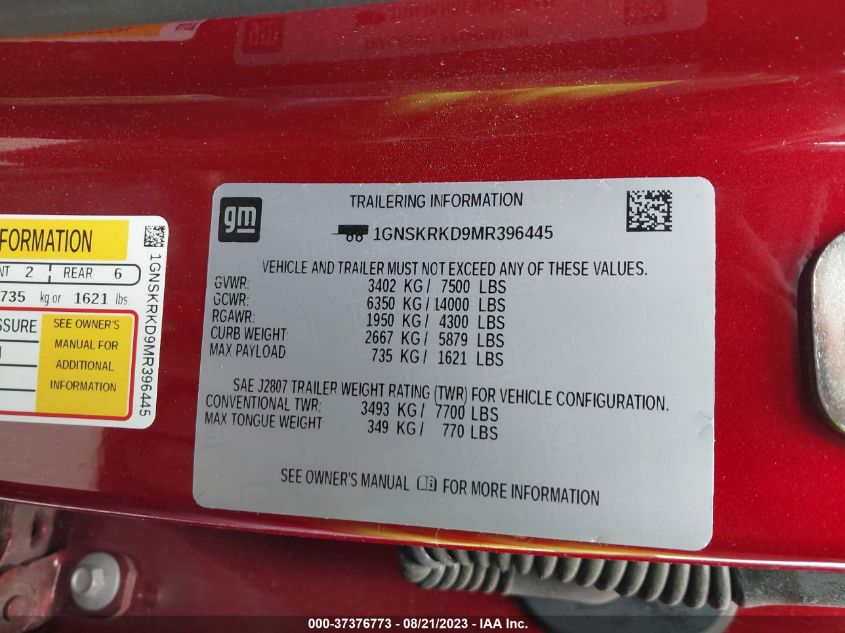 FORMATION
NT 2 REAR 6
735 kg or 1621 lbs.
SSURE
SEE OWNER'S
MANUAL FOR
ADDITIONAL
INFORMATION
1GNSKRKD9MR396445
gm
TRAILERING INFORMATION
1GNSKRKD9MR396445
VEHICLE AND TRAILER MUST NOT EXCEED ANY OF THESE VALUES.
GVWR: 3402 KG/ 7500 LBS
GCWR: 6350 KG/ 14000 LBS
RGAWR: 1950 KG/ 4300 LBS
CURB WEIGHT 2667 KG/ 5879 LBS
MAX PAYLOAD 735 KG/ 1621 LBS
SAE J2807 TRAILER WEIGHT RATING (TWR) FOR VEHICLE CONFIGURATION.
CONVENTIONAL TWR: 3493 KG/ 7700 LBS
MAX TONGUE WEIGHT 349 KG/ 770 LBS
SEE OWNER'S MANUAL FOR MORE INFORMATION
000-37376773 - 08/21/2023 - IAA Inc.